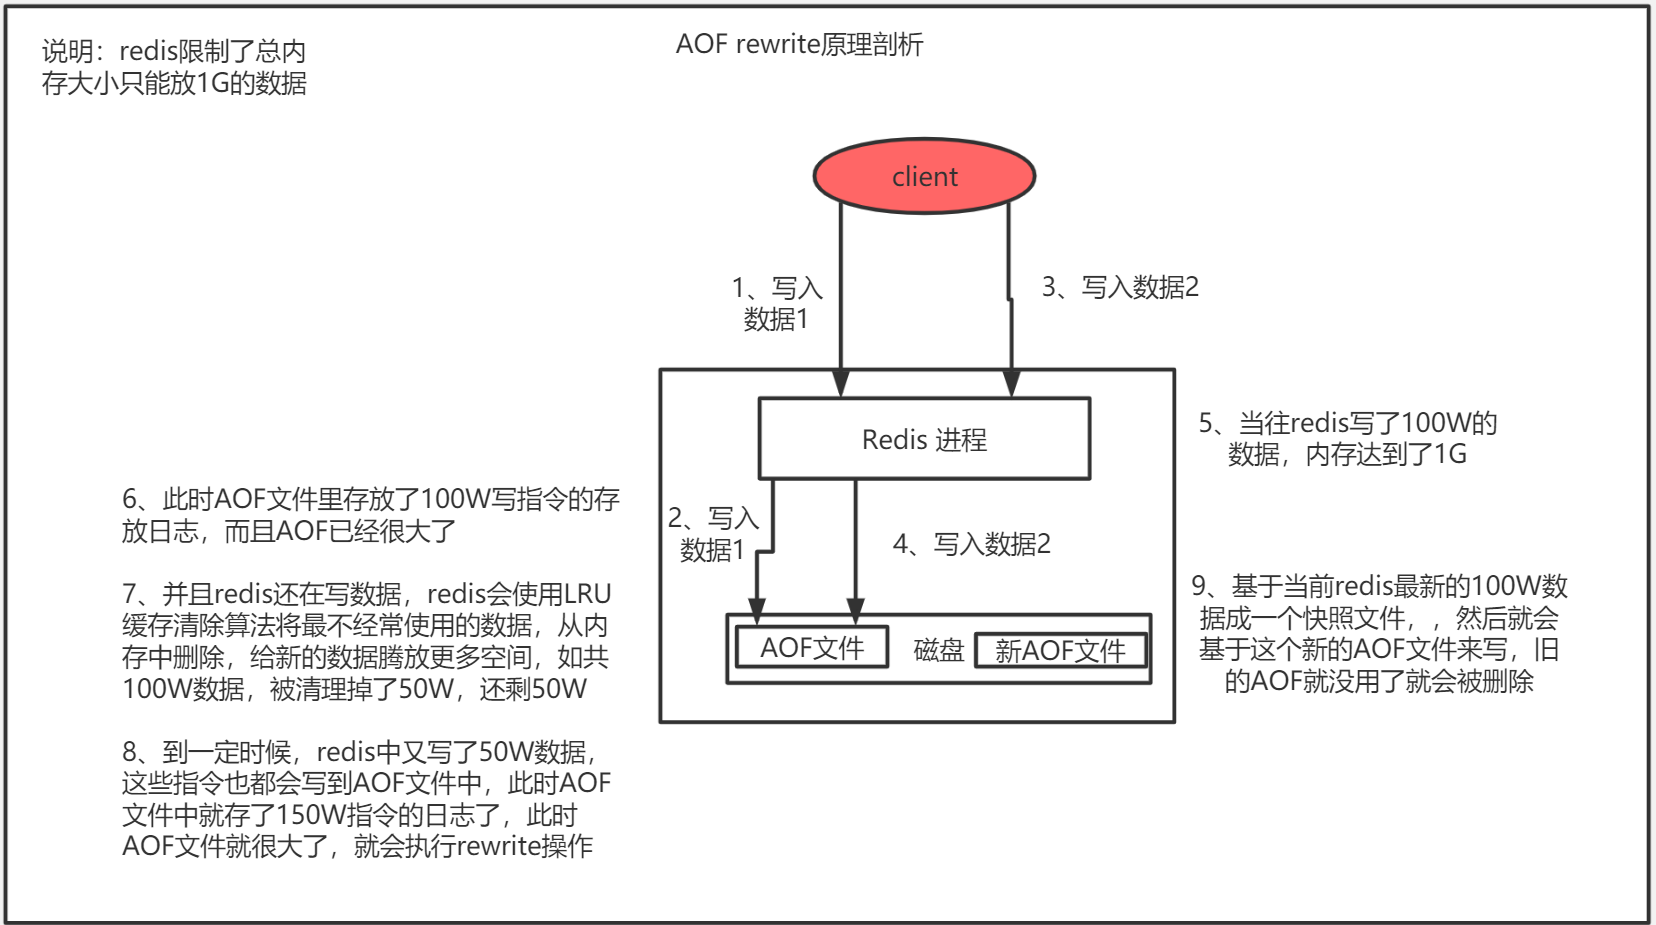 说明：redis限制了总内
存大小只能放1G的数据
AOF rewrite原理剖析
client
1、写入
数据1
3、写入数据2
Redis 进程
5、当往redis写了100W的
数据，内存达到了1G
6、此时AOF文件里存放了100W写指令的存
放日志，而且AOF已经很大了
2、写入
数据1
4、写入数据2
7、并且redis还在写数据，redis会使用LRU
缓存清除算法将最不经常使用的数据，从内
存中删除，给新的数据腾放更多空间，如共
100W数据，被清理掉了50W，还剩50W
AOF文件
磁盘
新AOF文件
9、基于当前redis最新的100W数
据成一个快照文件，，然后就会
基于这个新的AOF文件来写，旧
的AOF就没用了就会被删除
8、到一定时候，redis中又写了50W数据，
这些指令也都会写到AOF文件中，此时AOF
文件中就存了150W指令的日志了，此时
AOF文件就很大了，就会执行rewrite操作